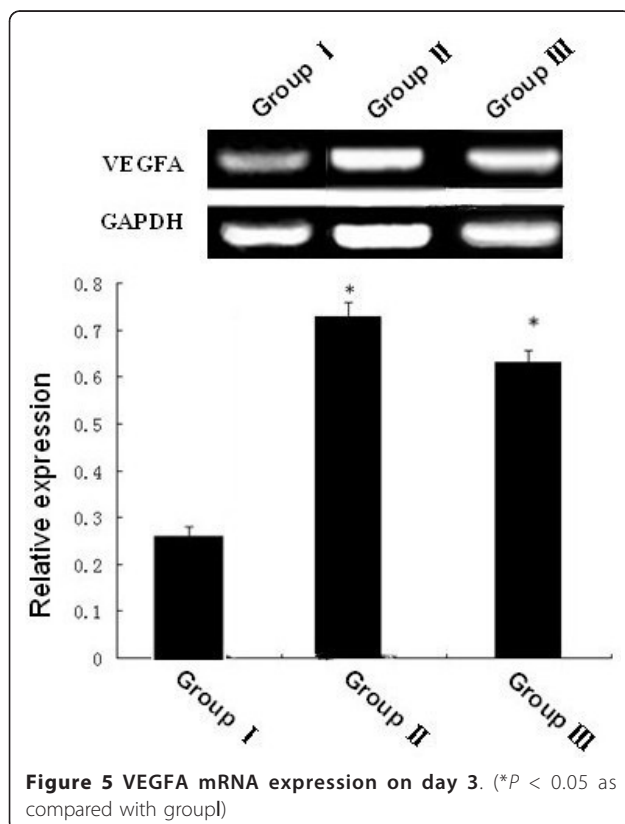 Group I Group II Group III
VEGFA
GAPDH
0.8
0.7
0.6
0.5
0.4
0.3
0.2
0.1
0
Relative expression
* *
Group I Group II Group III
Figure 5 VEGFA mRNA expression on day 3. (*P < 0.05 as
compared with groupI)